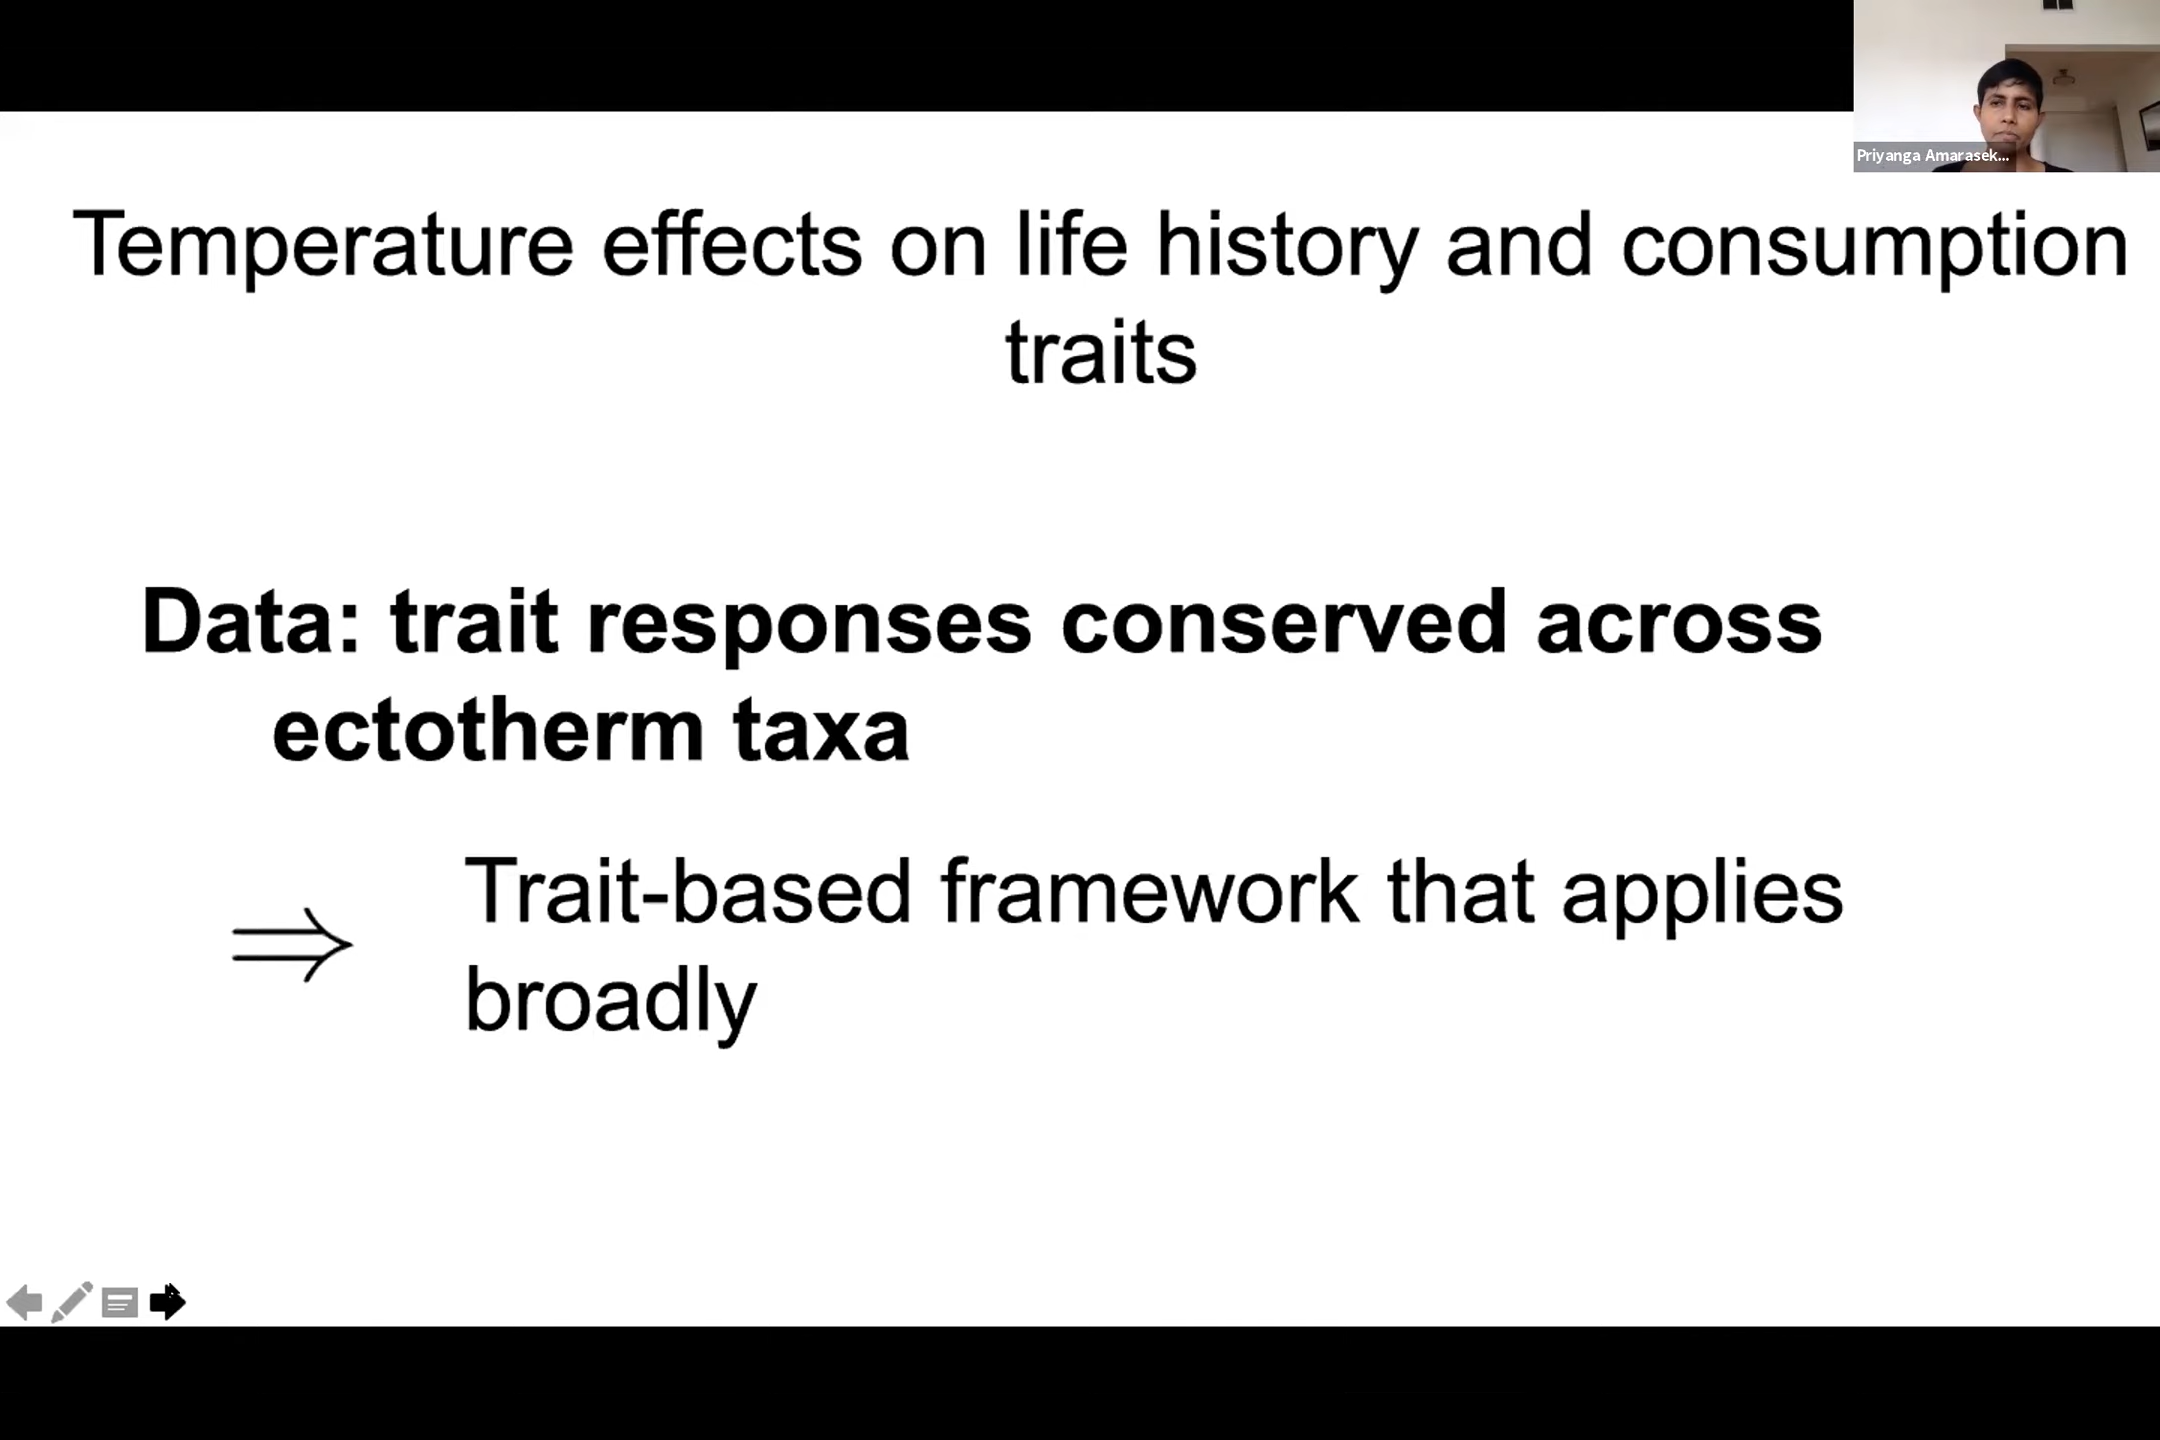 Priyanga Amarasek...
Temperature effects on life history and consumption
traits
Data: trait responses conserved across
ectotherm taxa
⇒ Trait-based framework that applies
broadly